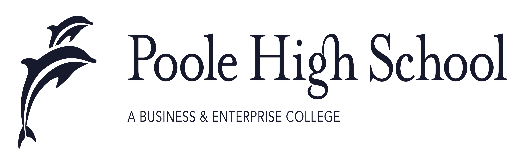 Poole High School
A BUSINESS & ENTERPRISE COLLEGE